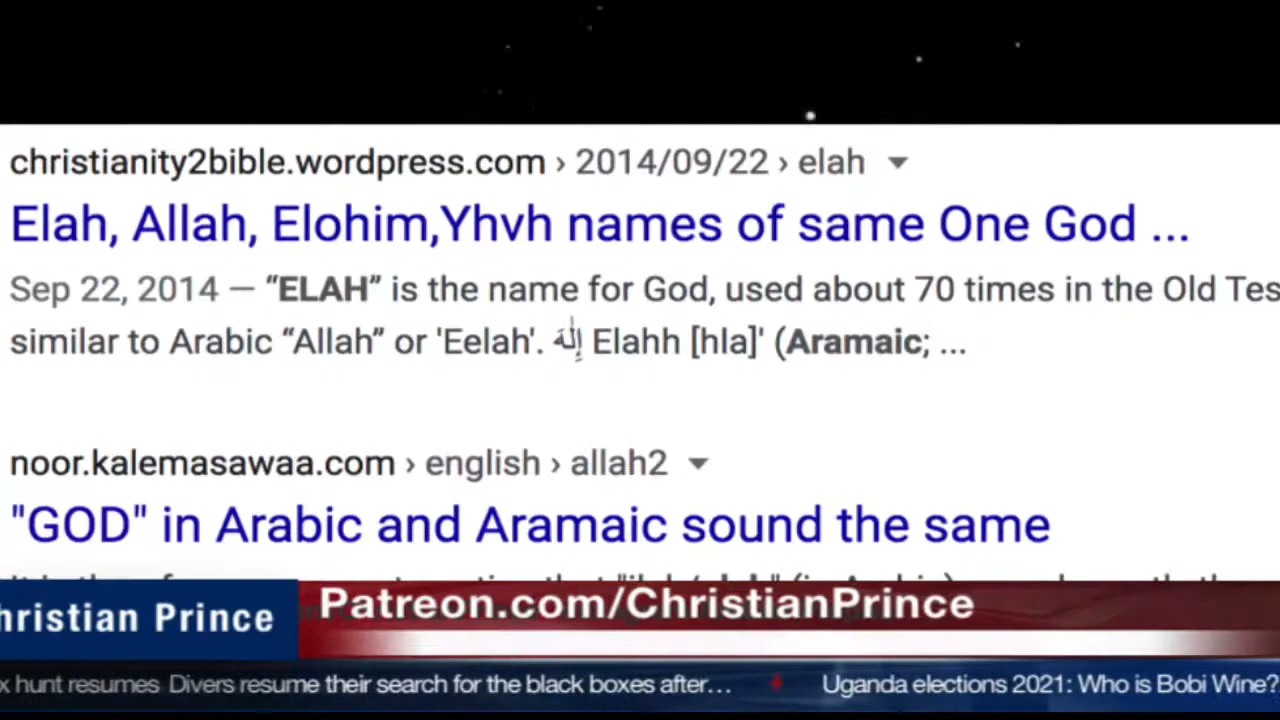 christianity2bible.wordpress.com › 2014/09/22 › elah
Elah, Allah, Elohim,Yhvh names of same One God ...
Sep 22, 2014 — “ELAH” is the name for God, used about 70 times in the Old Tes
similar to Arabic “Allah” or 'Eelah'. إِلَٰة Elahh [hla]' (Aramaic; ...
noor.kalemasawaa.com › english › allah2
"GOD" in Arabic and Aramaic sound the same
hristian Prince
Patreon.com/ChristianPrince
x hunt resumes Divers resume their search for the black boxes after... Uganda elections 2021: Who is Bobi Wine?